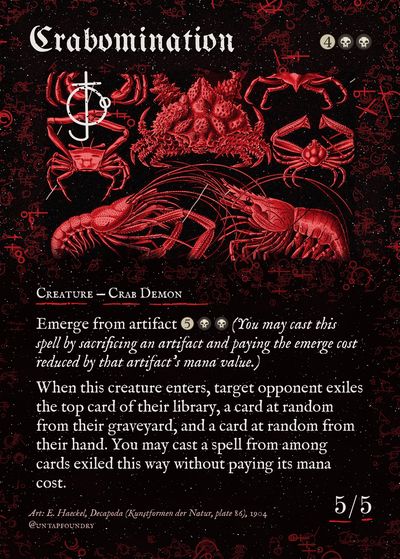 Crabomination
4
Creature – Crab Demon
Emerge from artifact 5 (You may cast this
spell by sacrificing an artifact and paying the emerge cost
reduced by that artifact's mana value.)
When this creature enters, target opponent exiles
the top card of their library, a card at random
from their graveyard, and a card at random from
their hand. You may cast a spell from among
cards exiled this way without paying its mana
cost.
5/5
Art: E. Haeckel, Decapoda (Kunstformen der Natur, plate 86), 1904
@untapfoundry